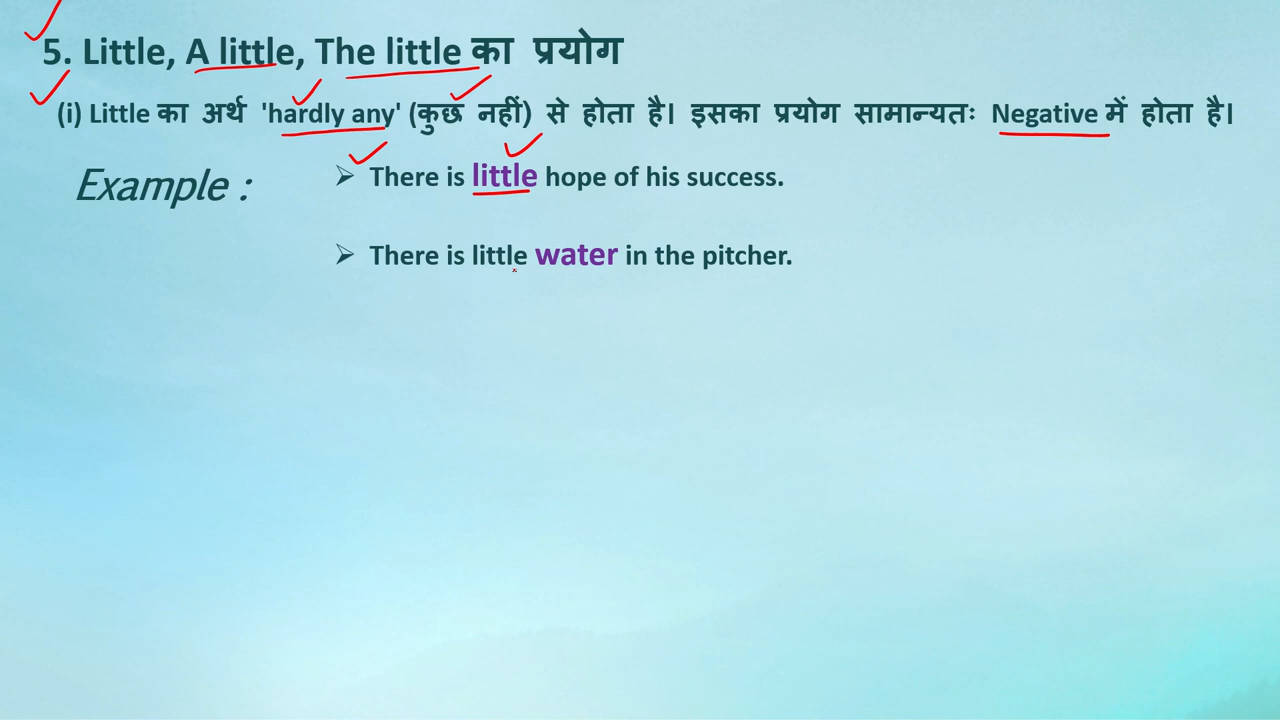 5. Little, A little, The little का प्रयोग
(i) Little का अर्थ 'hardly any' (कुछ नहीं) से होता है। इसका प्रयोग सामान्यतः Negative में होता है।
Example :
➢ There is little hope of his success.
➢ There is little water in the pitcher.